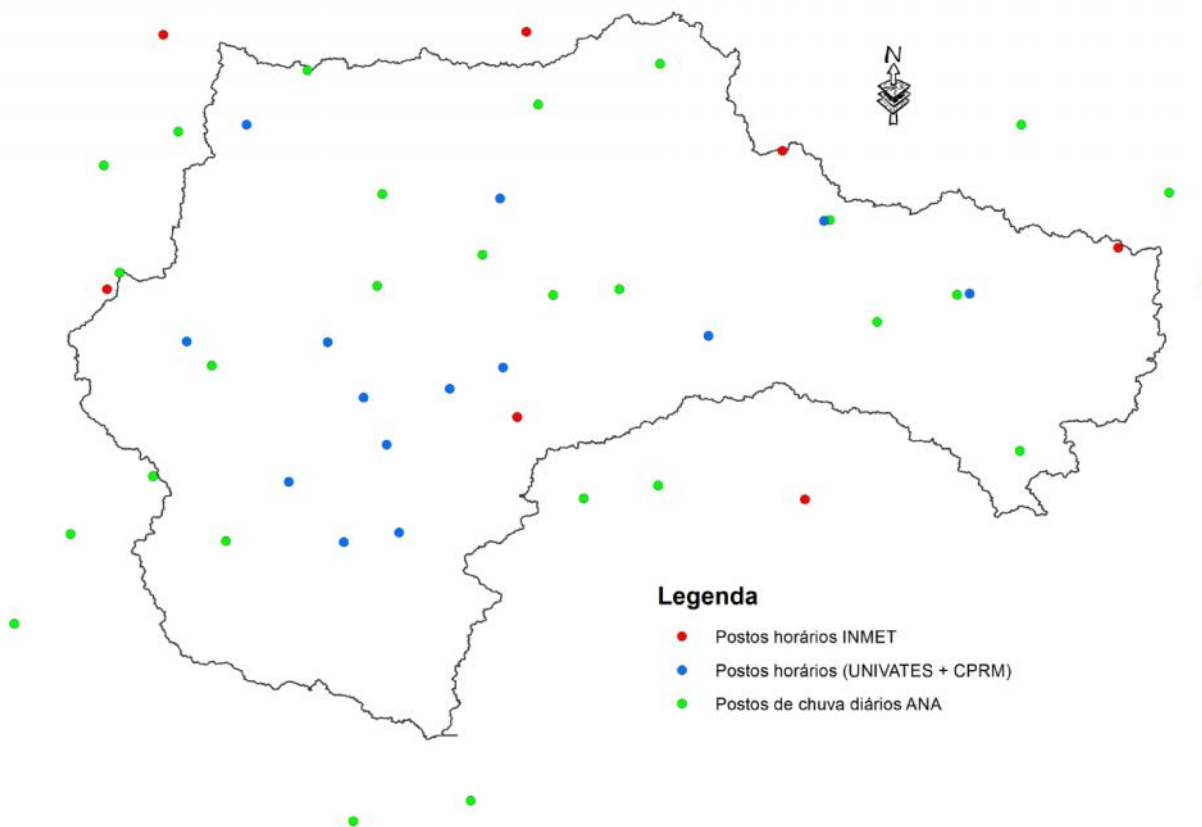 N
Legenda
Postos horários INMET
Postos horários (UNIVATES + CPRM)
Postos de chuva diários ANA